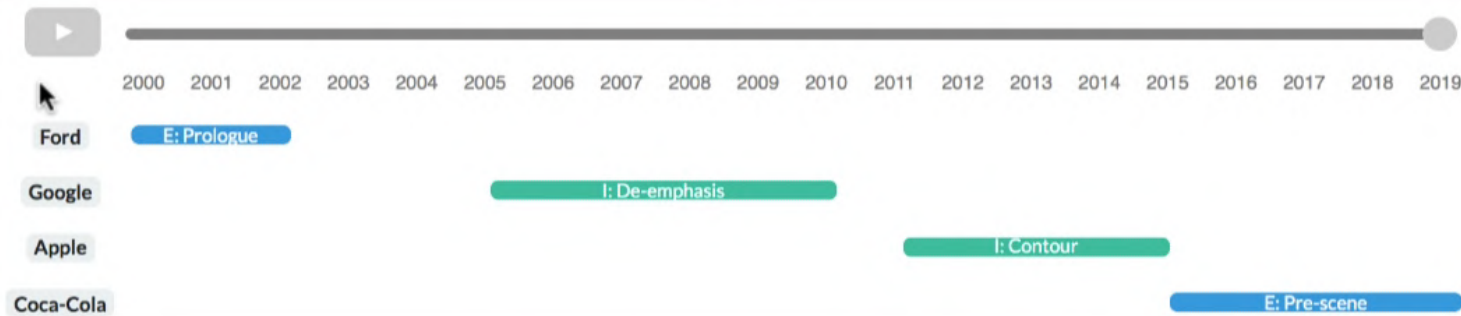 2000 2001 2002 2003 2004 2005 2006 2007 2008 2009 2010 2011 2012 2013 2014 2015 2016 2017 2018 2019
Ford E: Prologue
Google I: De-emphasis
Apple I: Contour
Coca-Cola E: Pre-scene